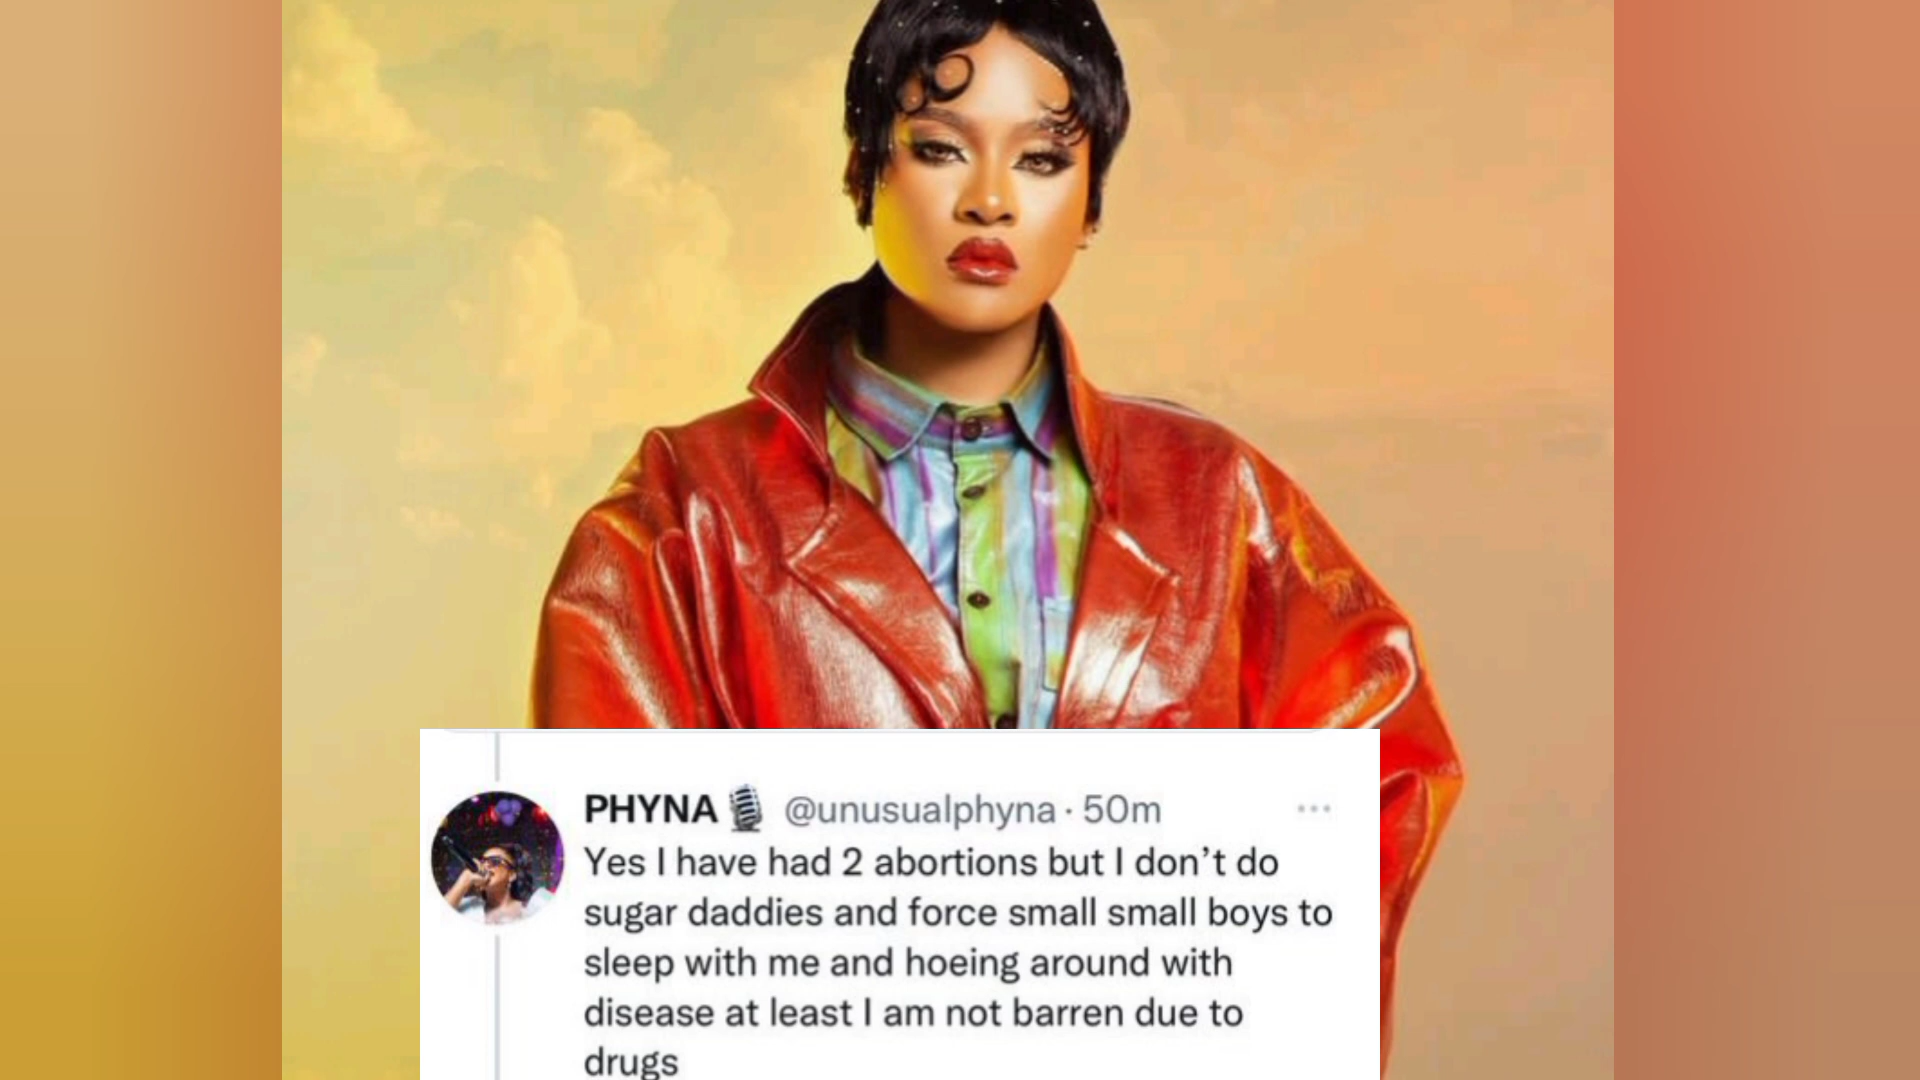 PHYNA🎙️ @unusualphyna · 50m
Yes I have had 2 abortions but I don’t do
sugar daddies and force small small boys to
sleep with me and hoeing around with
disease at least I am not barren due to
drugs